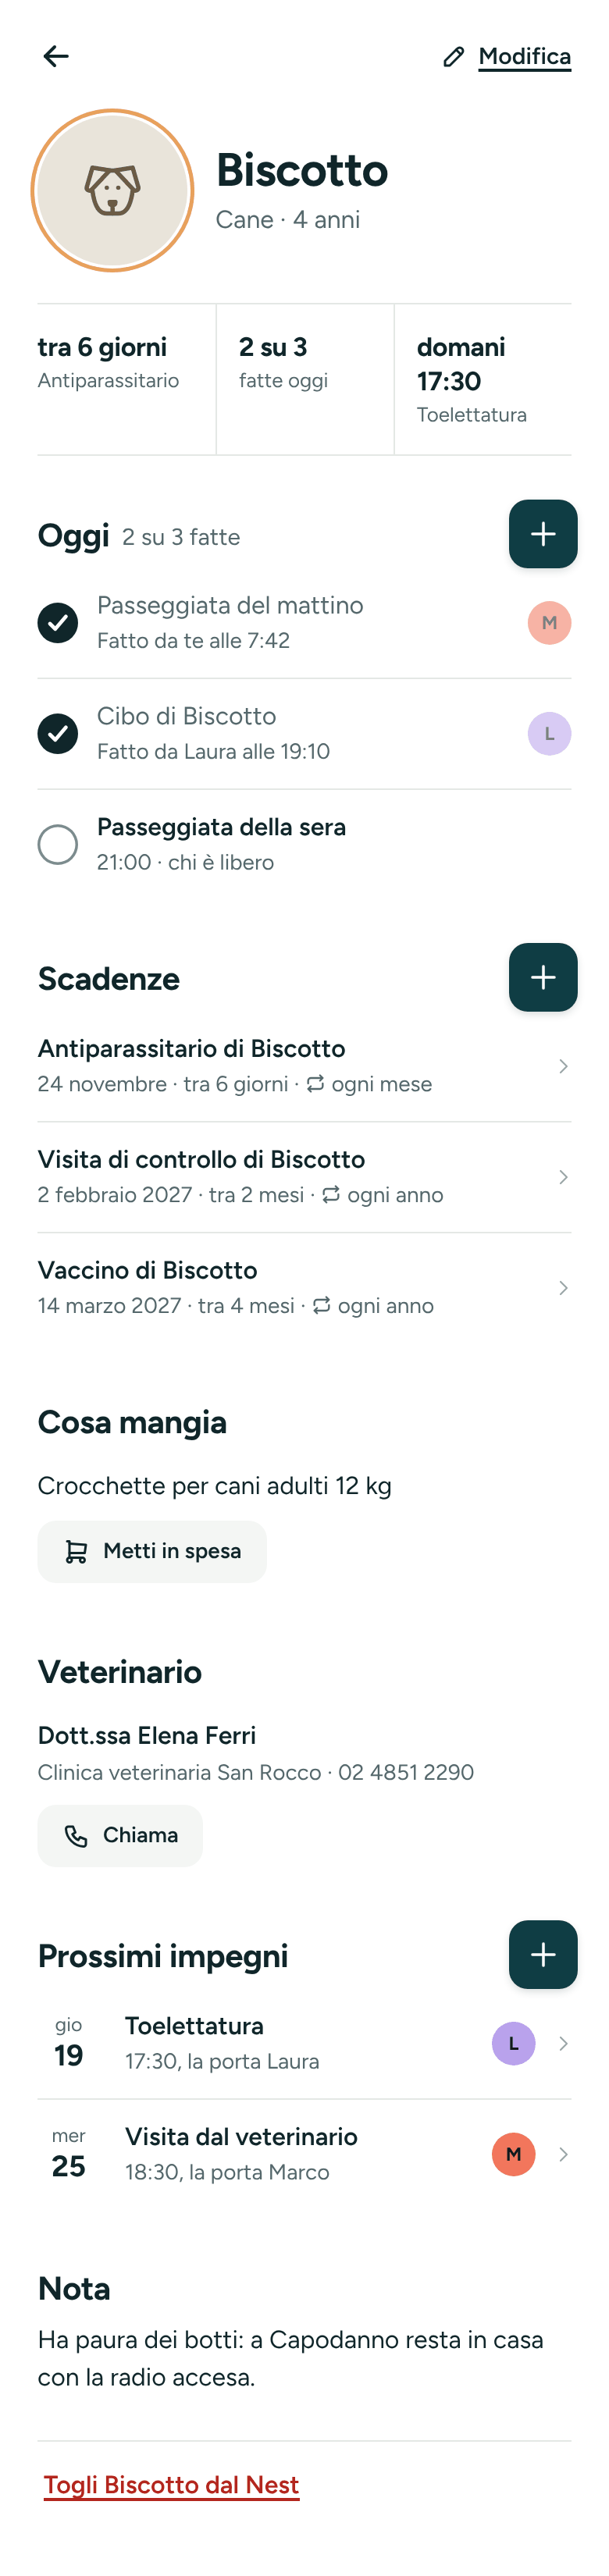 Modifica
Biscotto
Cane · 4 anni
tra 6 giorni
Antiparassitario
2 su 3
fatte oggi
domani
17:30
Toelettatura
Oggi 2 su 3 fatte
Passeggiata del mattino
Fatto da te alle 7:42
M
Cibo di Biscotto
Fatto da Laura alle 19:10
L
Passeggiata della sera
21:00 · chi è libero
Scadenze
Antiparassitario di Biscotto
24 novembre · tra 6 giorni · ogni mese
Visita di controllo di Biscotto
2 febbraio 2027 · tra 2 mesi · ogni anno
Vaccino di Biscotto
14 marzo 2027 · tra 4 mesi · ogni anno
Cosa mangia
Crocchette per cani adulti 12 kg
Metti in spesa
Veterinario
Dott.ssa Elena Ferri
Clinica veterinaria San Rocco · 02 4851 2290
Chiama
Prossimi impegni
gio
19
Toelettatura
17:30, la porta Laura
L
mer
25
Visita dal veterinario
18:30, la porta Marco
M
Nota
Ha paura dei botti: a Capodanno resta in casa
con la radio accesa.
Togli Biscotto dal Nest